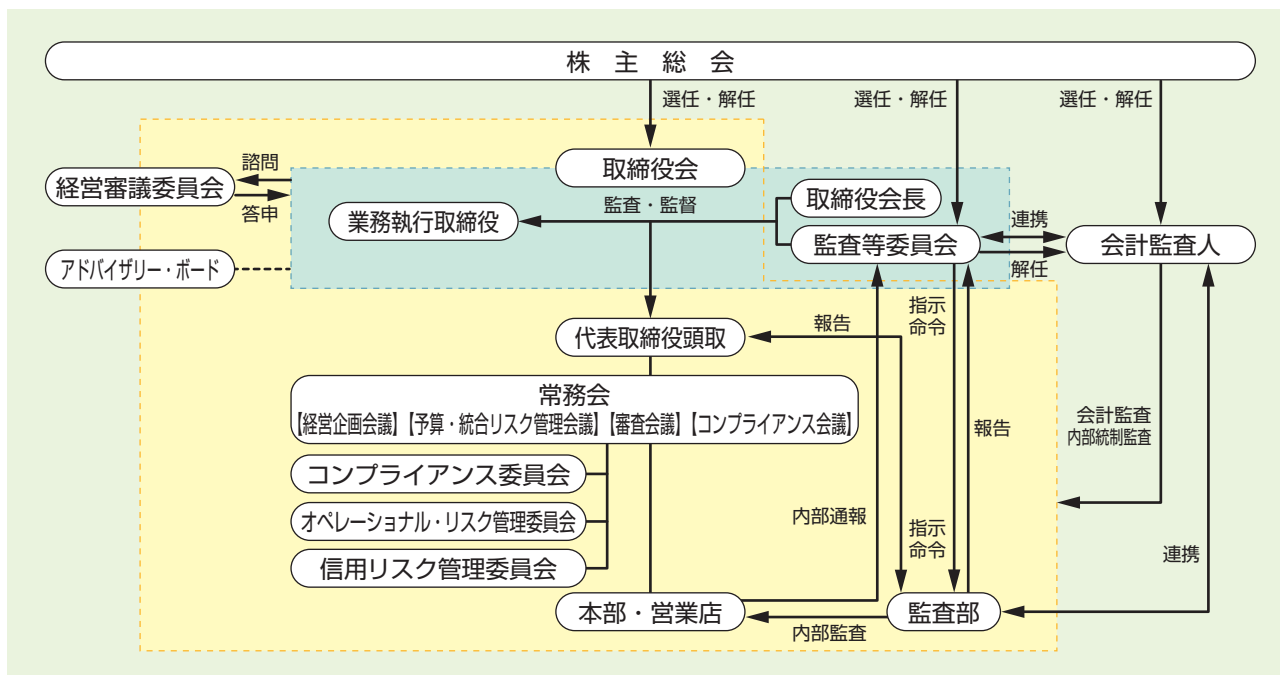 株主総会
選任・解任
選任・解任
選任・解任
取締役会
諮問
経営審議委員会
答申
取締役会長
監査・監督
業務執行取締役
監査等委員会
連携
会計監査人
解任
アドバイザリー・ボード
指示
命令
報告
代表取締役頭取
常務会
【経営企画会議】【予算・統合リスク管理会議】【審査会議】【コンプライアンス会議】
報告
会計監査
内部統制監査
コンプライアンス委員会
オペレーショナル・リスク管理委員会
内部通報
指示
命令
信用リスク管理委員会
連携
本部・営業店
監査部
内部監査